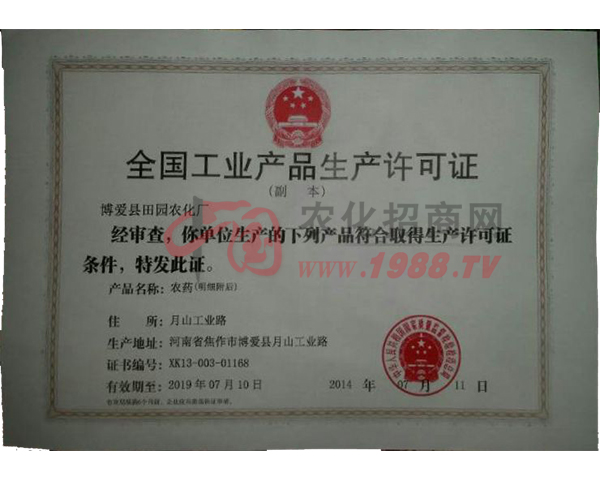 全国工业产品生产许可证
(副 本)
博爱县田园农化厂
经审查，你单位生产的下列产品符合取得生产许可证
条件，特发此证。
产品名称：农药(明细附后)
住 所：月山工业路
生产地址：河南省焦作市博爱县月山工业路
证书编号：XK13-003-01168
有效期至：2019年07月10日
2014 年 07 月 11 日
农化招商网
www.1988.TV